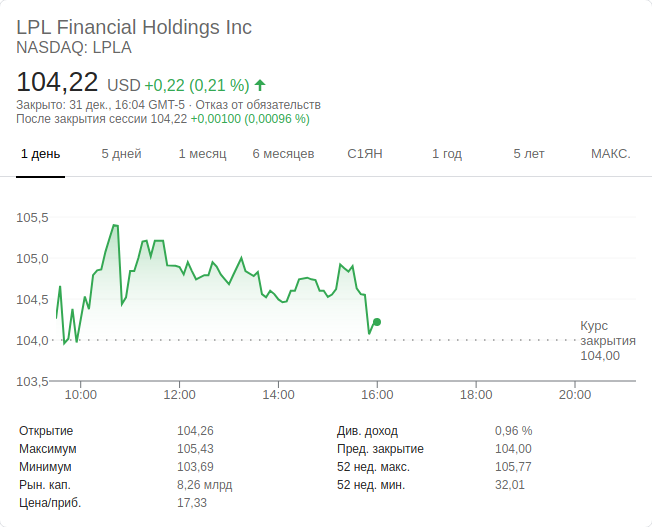 LPL Financial Holdings Inc
NASDAQ: LPLA
104,22 USD +0,22 (0,21 %)
Закрыто: 31 дек., 16:04 GMT-5 · Отказ от обязательств
После закрытия сессии 104,22 +0,00100 (0,00096 %)
1 день 5 дней 1 месяц 6 месяцев С1ЯН 1 год 5 лет МАКС.
105,5
105,0
104,5
104,0
103,5
Курс
закрытия
104,00
10:00 12:00 14:00 16:00 18:00 20:00
Открытие 104,26 Див. доход 0,96 %
Максимум 105,43 Пред. закрытие 104,00
Минимум 103,69 52 нед. макс. 105,77
Рын. кап. 8,26 млрд 52 нед. мин. 32,01
Цена/приб. 17,33